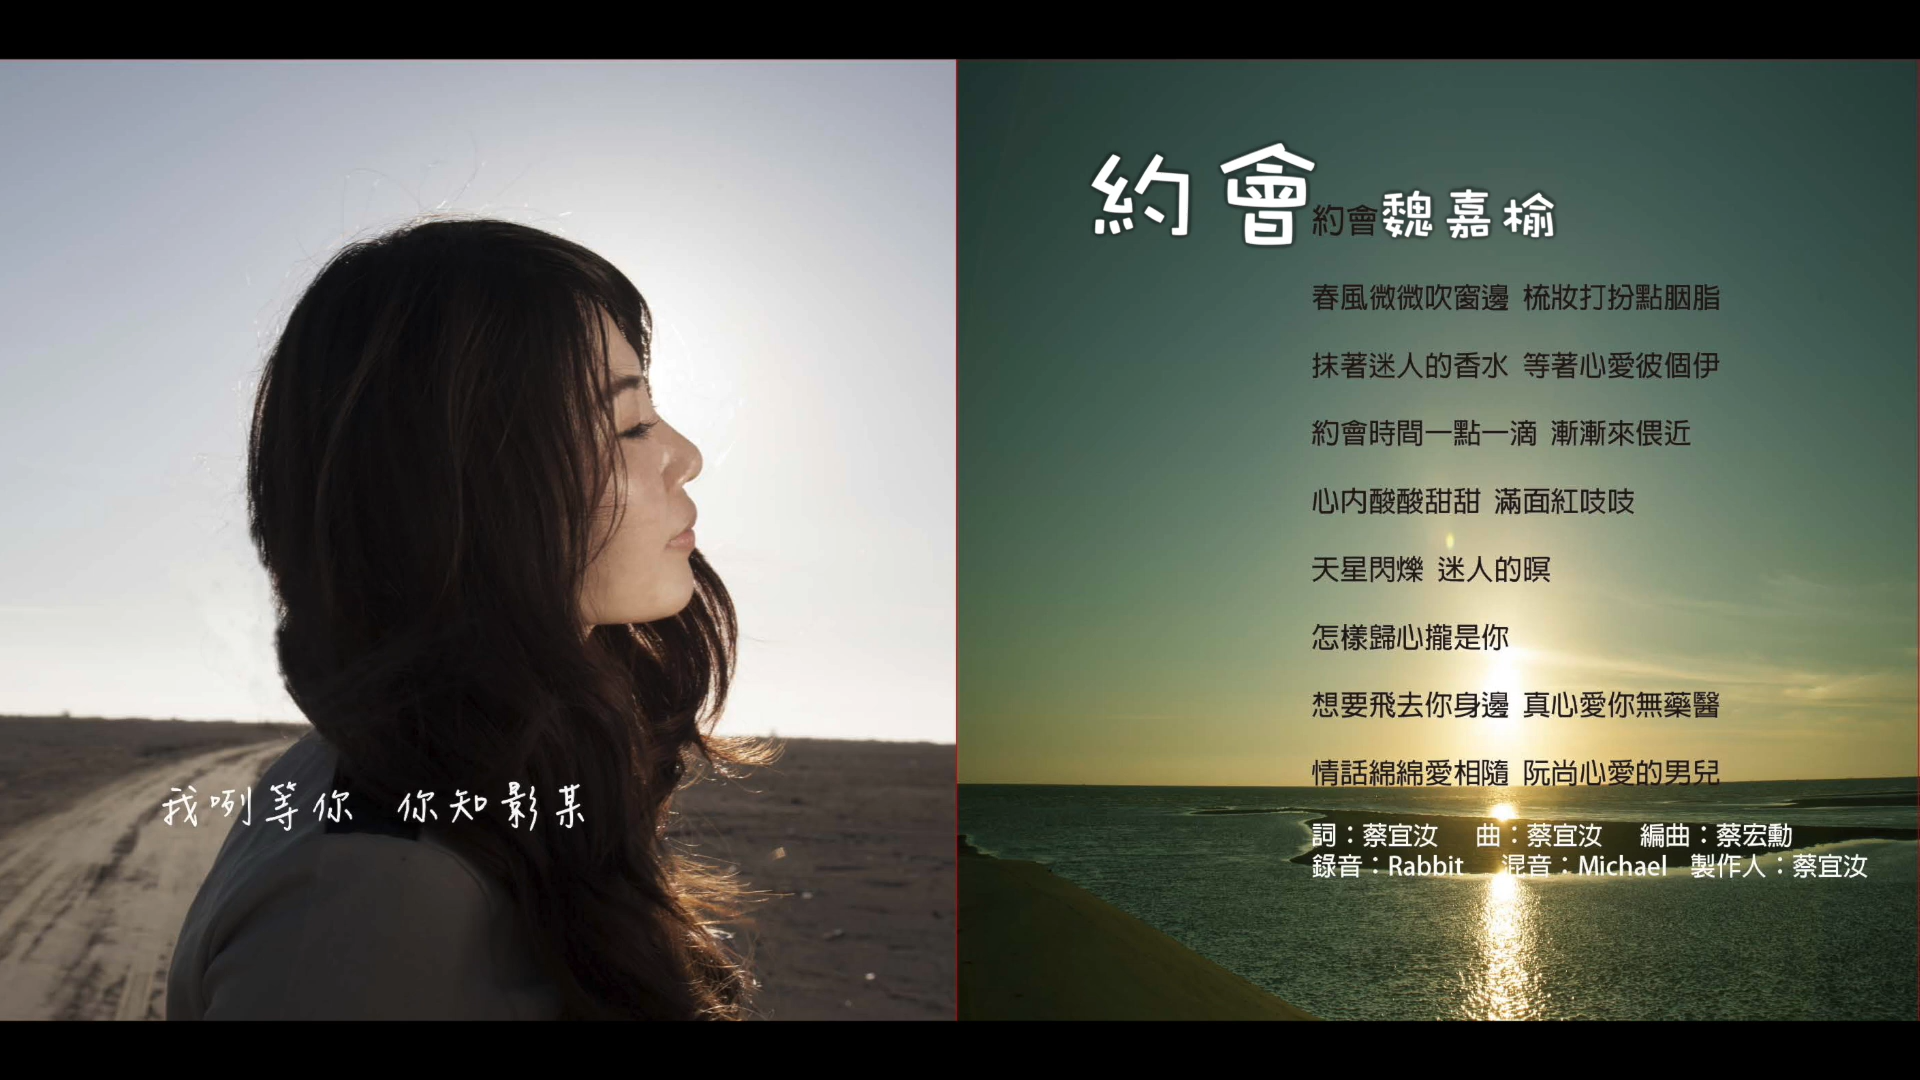 我咧等你 你知影某
約會 約會 魏嘉榆
春風微微吹窗邊 梳妝打扮點胭脂
抹著迷人的香水 等著心愛彼個伊
約會時間一點一滴 漸漸來偎近
心內酸酸甜甜 滿面紅吱吱
天星閃爍 迷人的暝
怎樣歸心攏是你
想要飛去你身邊 真心愛你無藥醫
情話綿綿愛相隨 阮尚心愛的男兒
詞：蔡宜汝 曲：蔡宜汝 編曲：蔡宏勳
錄音：Rabbit 混音：Michael 製作人：蔡宜汝